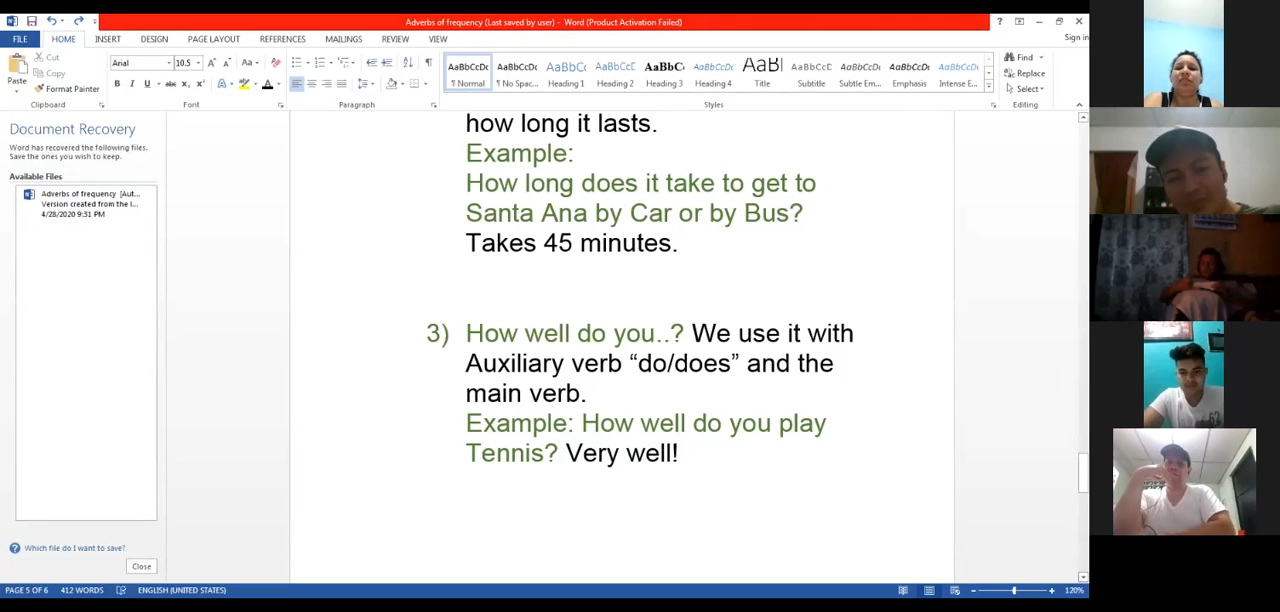 Adverbs of frequency (Last saved by user) - Word (Product Activation Failed)
FILE HOME INSERT DESIGN PAGE LAYOUT REFERENCES MAILINGS REVIEW VIEW Sign in
Paste
Cut
Copy
Format Painter
Arial 10.5
AaBbCcDc AaBbCcDc AaBbC AaBbCc AaBbCc AaBbCcD AaB AaBbCcD AaBbCcDc AaBbCcDc AaBbCcDc
¶ Normal ¶ No Spac... Heading 1 Heading 2 Heading 3 Heading 4 Title Subtitle Subtle Em... Emphasis Intense E...
Find
Replace
Select
Clipboard Font Paragraph Styles Editing
Document Recovery
Word has recovered the following files.
Save the ones you wish to keep.
Available Files
Adverbs of frequency [Aut...
Version created from the l...
4/28/2020 9:31 PM
Which file do I want to save?
Close
how long it lasts.
Example:
How long does it take to get to
Santa Ana by Car or by Bus?
Takes 45 minutes.
3) How well do you..? We use it with
Auxiliary verb “do/does” and the
main verb.
Example: How well do you play
Tennis? Very well!
PAGE 5 OF 6 412 WORDS ENGLISH (UNITED STATES) 120%